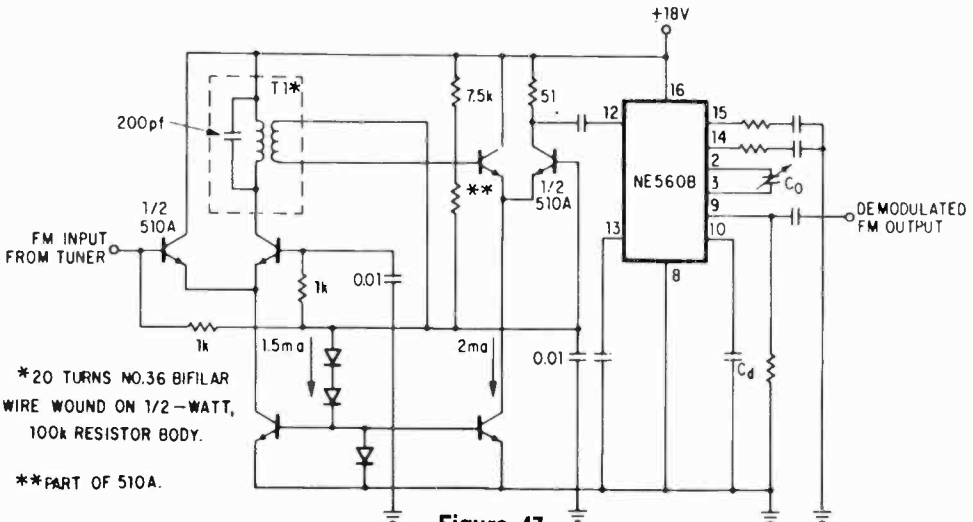 +18V
T1*
200pf
7.5k
51
16
12
15
14
2
3
9
10
13
8
NE560B
C₀
**
1/2
510A
1/2
510A
FM INPUT
FROM TUNER
DEMODULATED
FM OUTPUT
1k
0.01
1k
1.5ma
2ma
0.01
Cd
*20 TURNS NO.36 BIFILAR
WIRE WOUND ON 1/2-WATT,
100k RESISTOR BODY.
**PART OF 510A.